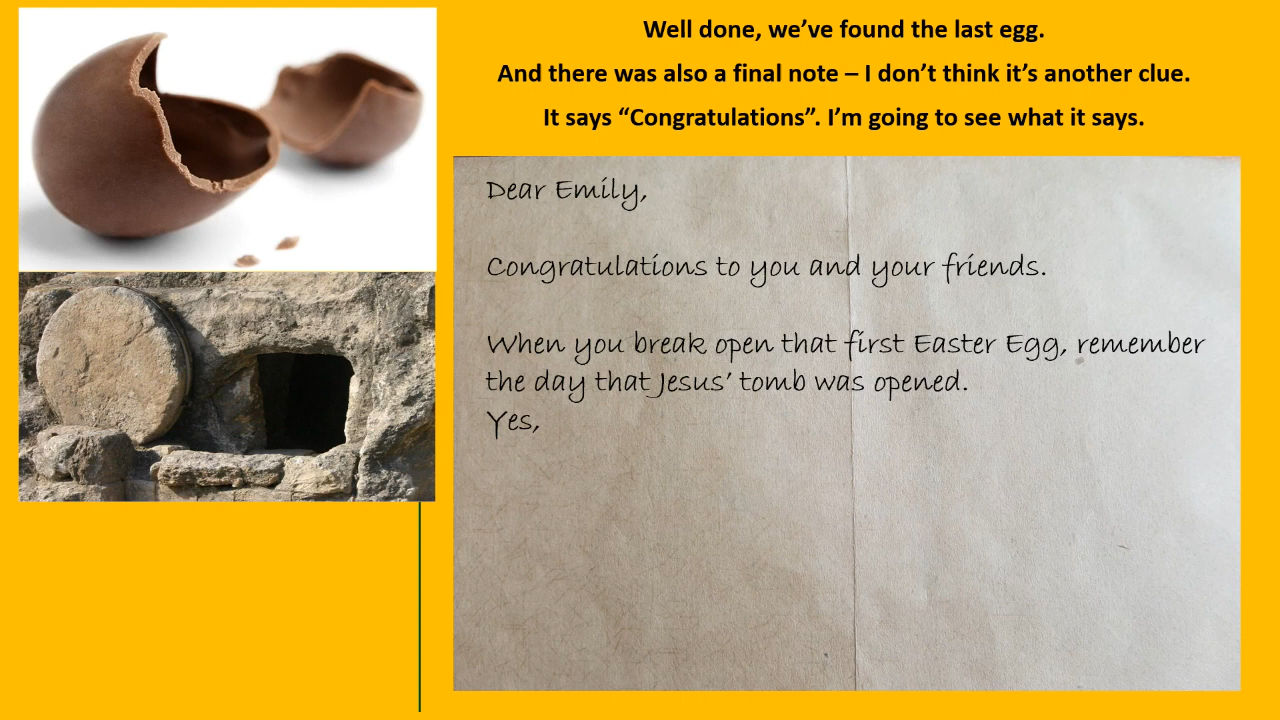 Well done, we’ve found the last egg.
And there was also a final note – I don’t think it’s another clue.
It says “Congratulations”. I’m going to see what it says.
Dear Emily,
Congratulations to you and your friends.
When you break open that first Easter Egg, remember
the day that Jesus’ tomb was opened.
Yes,